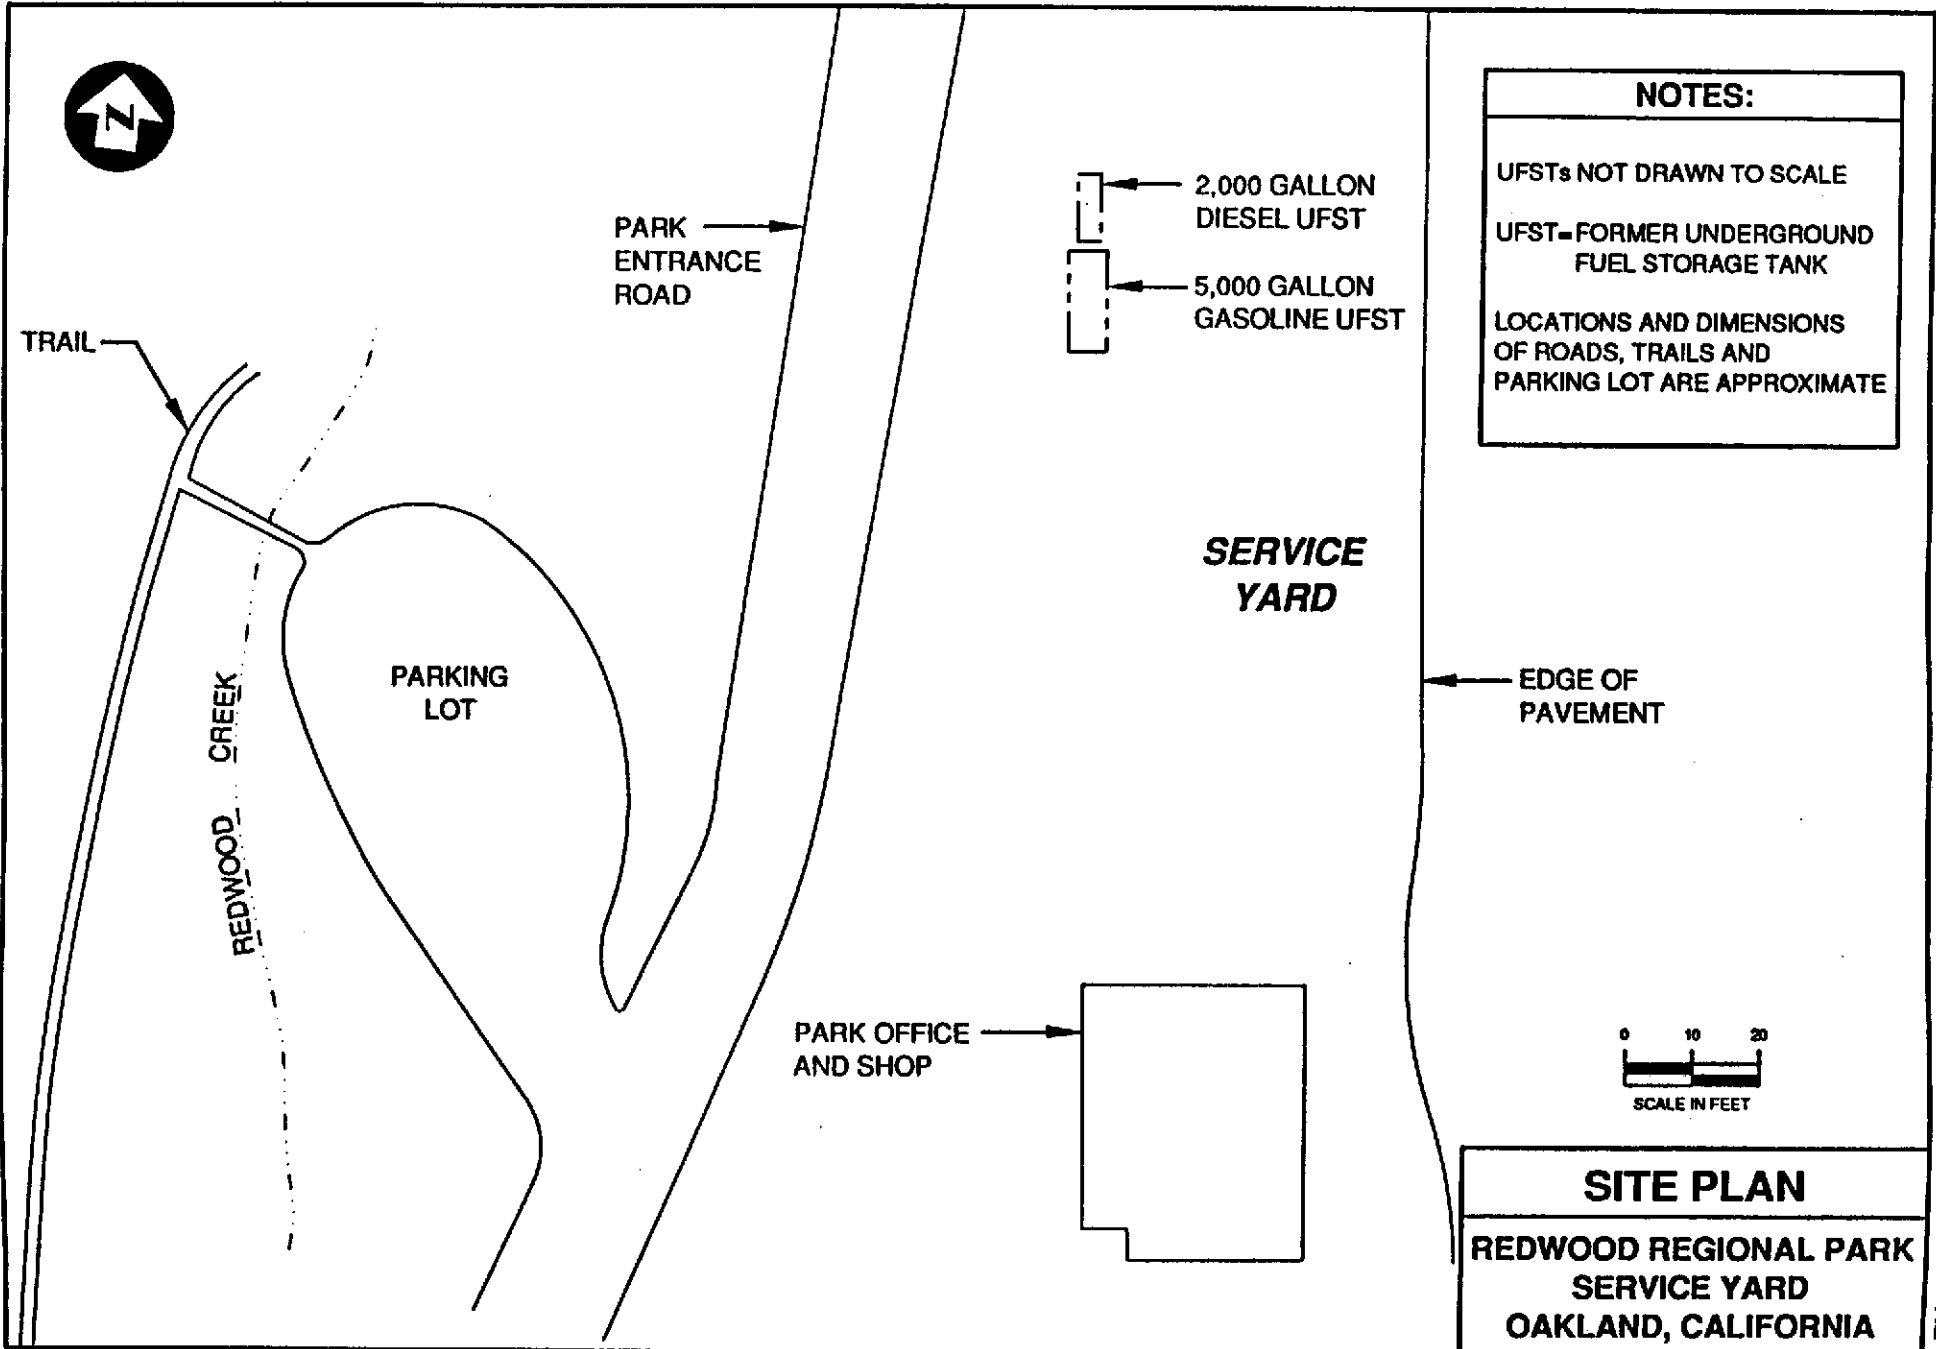 N
NOTES:
UFSTs NOT DRAWN TO SCALE
UFST=FORMER UNDERGROUND
FUEL STORAGE TANK
LOCATIONS AND DIMENSIONS
OF ROADS, TRAILS AND
PARKING LOT ARE APPROXIMATE
2,000 GALLON
DIESEL UFST
5,000 GALLON
GASOLINE UFST
PARK
ENTRANCE
ROAD
TRAIL
SERVICE
YARD
PARKING
LOT
REDWOOD CREEK
EDGE OF
PAVEMENT
PARK OFFICE
AND SHOP
0 10 20
SCALE IN FEET
SITE PLAN
REDWOOD REGIONAL PARK
SERVICE YARD
OAKLAND, CALIFORNIA